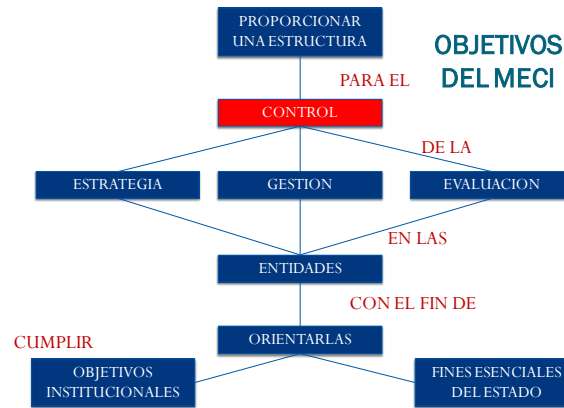 PROPORCIONAR
UNA ESTRUCTURA
OBJETIVOS
DEL MECI
PARA EL
CONTROL
DE LA
ESTRATEGIA
GESTION
EVALUACION
EN LAS
ENTIDADES
CON EL FIN DE
ORIENTARLAS
CUMPLIR
OBJETIVOS
INSTITUCIONALES
FINES ESENCIALES
DEL ESTADO